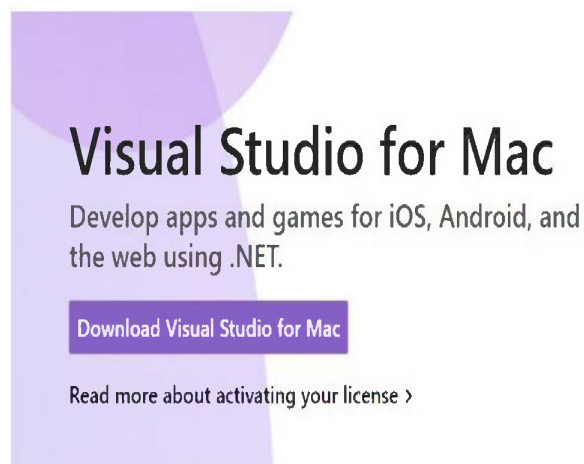 Visual Studio for Mac
Develop apps and games for iOS, Android, and
the web using .NET.
Download Visual Studio for Mac
Read more about activating your license >